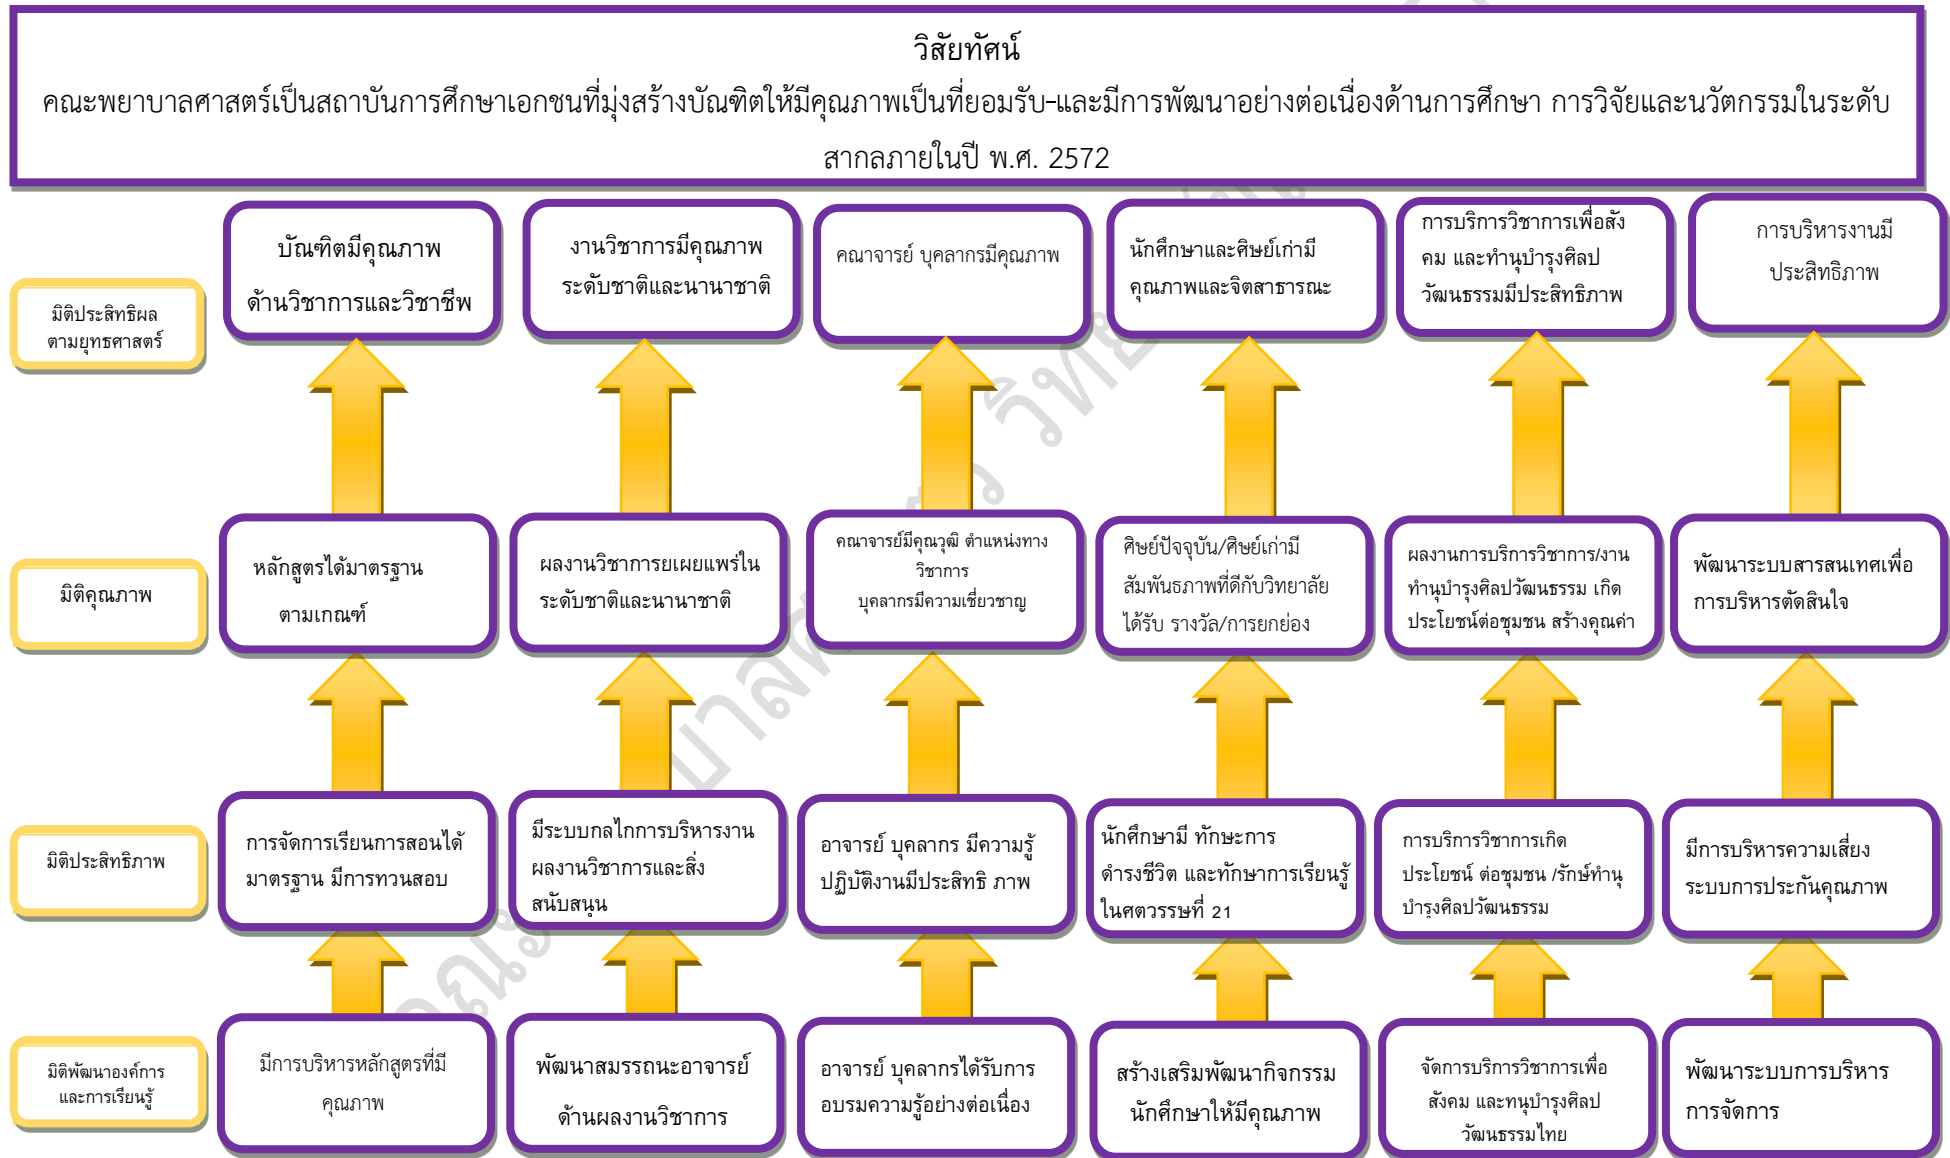 วิสัยทัศน์
คณะพยาบาลศาสตร์เป็นสถาบันการศึกษาเอกชนที่มุ่งสร้างบัณฑิตให้มีคุณภาพเป็นที่ยอมรับ-และมีการพัฒนาอย่างต่อเนื่องด้านการศึกษา การวิจัยและนวัตกรรมในระดับ
สากลภายในปี พ.ศ. 2572
มิติประสิทธิผล
ตามยุทธศาสตร์
บัณฑิตมีคุณภาพ
ด้านวิชาการและวิชาชีพ
งานวิชาการมีคุณภาพ
ระดับชาติและนานาชาติ
คณาจารย์ บุคลากรมีคุณภาพ
นักศึกษาและศิษย์เก่ามี
คุณภาพและจิตสาธารณะ
การบริการวิชาการเพื่อสัง
คม และทำนุบำรุงศิลป
วัฒนธรรมมีประสิทธิภาพ
การบริหารงานมี
ประสิทธิภาพ
มิติคุณภาพ
หลักสูตรได้มาตรฐาน
ตามเกณฑ์
ผลงานวิชาการยเผยแพร่ใน
ระดับชาติและนานาชาติ
คณาจารย์มีคุณวุฒิ ตำแหน่งทาง
วิชาการ
บุคลากรมีความเชี่ยวชาญ
ศิษย์ปัจจุบัน/ศิษย์เก่ามี
สัมพันธภาพที่ดีกับวิทยาลัย
ได้รับ รางวัล/การยกย่อง
ผลงานการบริการวิชาการ/งาน
ทำนุบำรุงศิลปวัฒนธรรม เกิด
ประโยชน์ต่อชุมชน สร้างคุณค่า
พัฒนาระบบสารสนเทศเพื่อ
การบริหารตัดสินใจ
มิติประสิทธิภาพ
การจัดการเรียนการสอนได้
มาตรฐาน มีการทวนสอบ
มีระบบกลไกการบริหารงาน
ผลงานวิชาการและสิ่ง
สนับสนุน
อาจารย์ บุคลากร มีความรู้
ปฏิบัติงานมีประสิทธิ ภาพ
นักศึกษามี ทักษะการ
ดำรงชีวิต และทักษาการเรียนรู้
ในศตวรรษที่ 21
การบริการวิชาการเกิด
ประโยชน์ ต่อชุมชน /รักษ์ทำนุ
บำรุงศิลปวัฒนธรรม
มีการบริหารความเสี่ยง
ระบบการประกันคุณภาพ
มิติพัฒนาองค์การ
และการเรียนรู้
มีการบริหารหลักสูตรที่มี
คุณภาพ
พัฒนาสมรรถนะอาจารย์
ด้านผลงานวิชาการ
อาจารย์ บุคลากรได้รับการ
อบรมความรู้อย่างต่อเนื่อง
สร้างเสริมพัฒนากิจกรรม
นักศึกษาให้มีคุณภาพ
จัดการบริการวิชาการเพื่อ
สังคม และทนุบำรุงศิลป
วัฒนธรรมไทย
พัฒนาระบบการบริหาร
การจัดการ